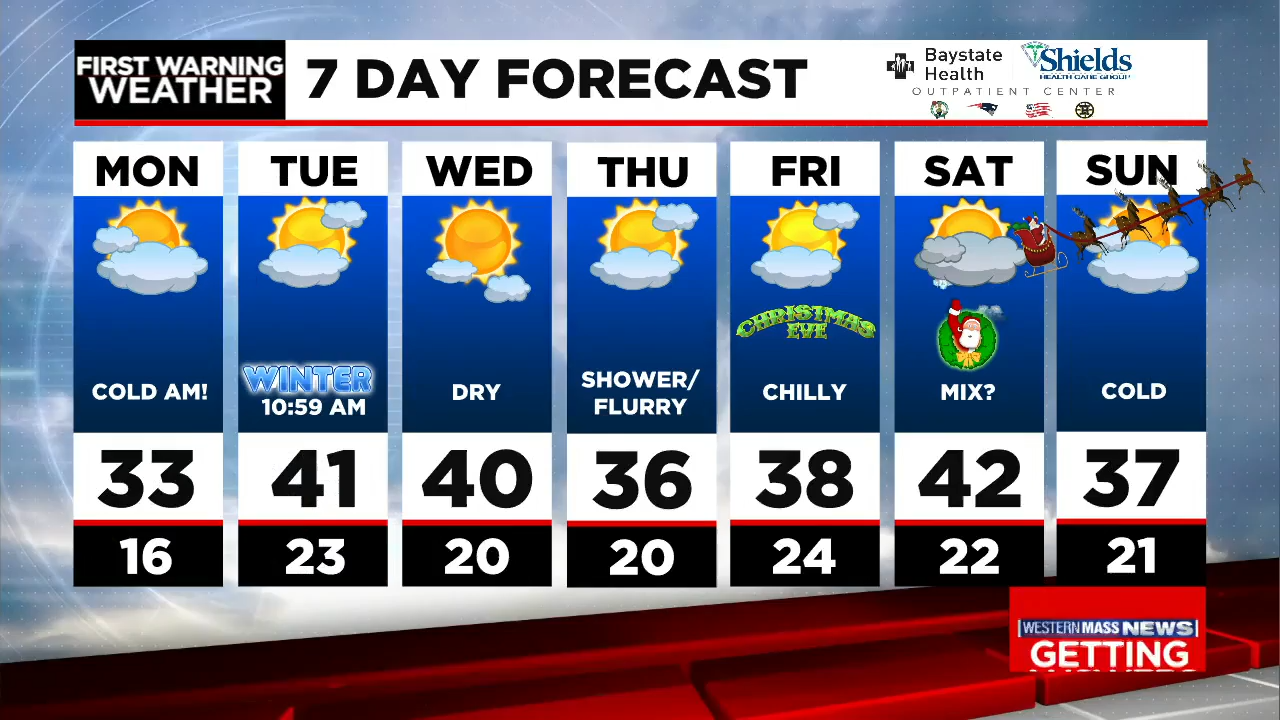 FIRST WARNING
WEATHER
7 DAY FORECAST
Baystate
Health
Shields
HEALTH CARE GROUP
OUTPATIENT CENTER
MON
TUE
WED
THU
FRI
SAT
SUN
CHRISTMAS
EVE
COLD AM!
WINTER
10:59 AM
DRY
SHOWER/
FLURRY
CHILLY
MIX?
COLD
33
41
40
36
38
42
37
16
23
20
20
24
22
21
WESTERN MASS NEWS
GETTING